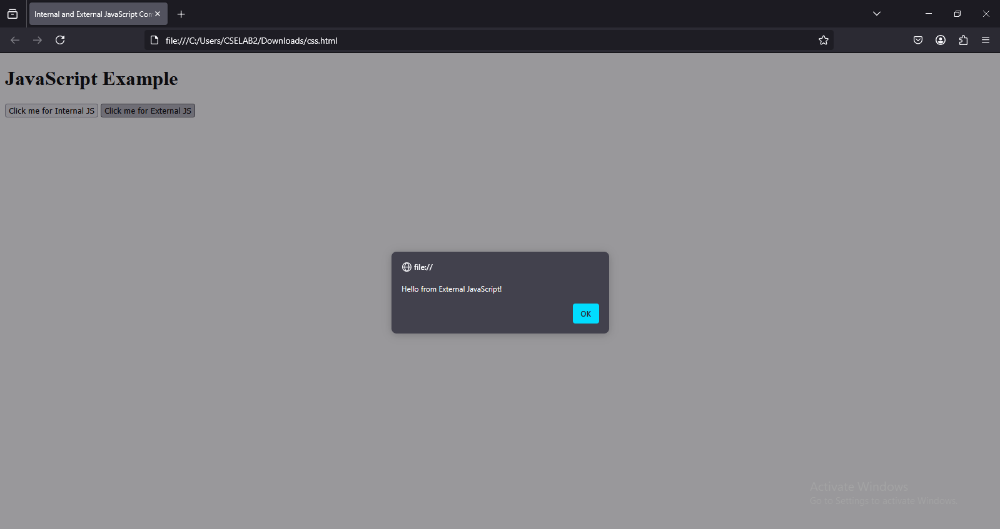 Internal and External JavaScript Com
file:///C:/Users/CSELAB2/Downloads/css.html
JavaScript Example
Click me for Internal JS
Click me for External JS
file://
Hello from External JavaScript!
OK
Activate Windows
Go to Settings to activate Windows.